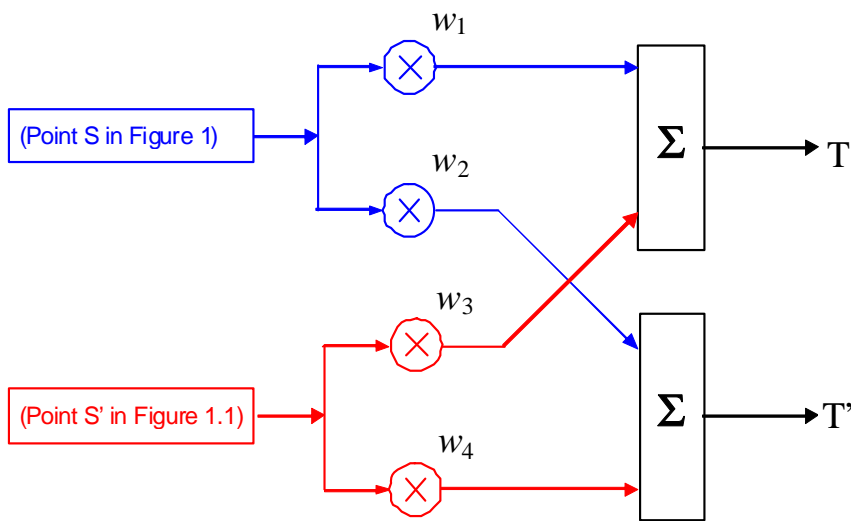 w1
(Point S in Figure 1)
Σ
T
w2
w3
(Point S' in Figure 1.1)
Σ
T'
w4